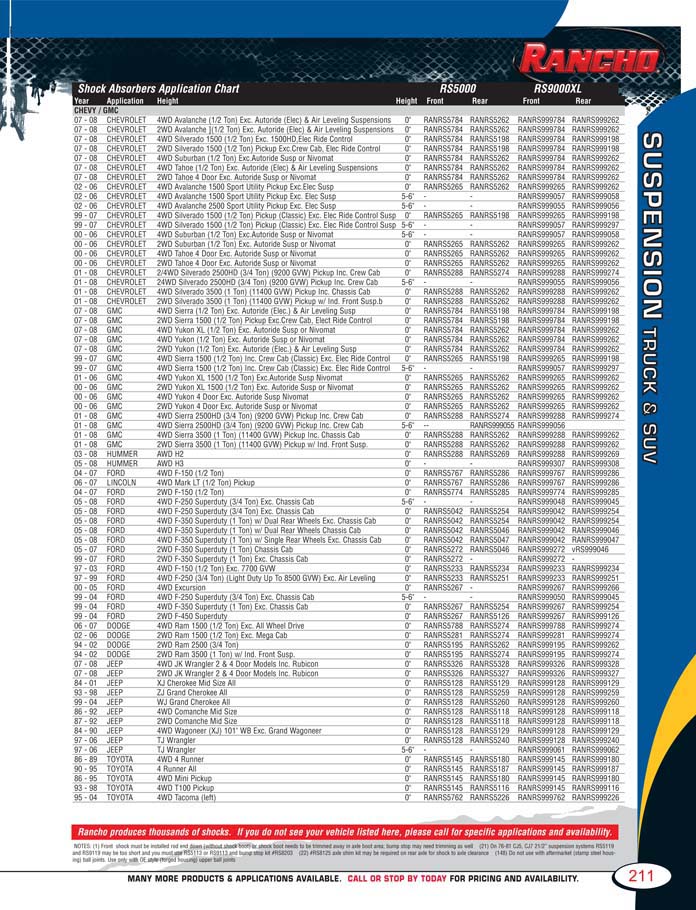 RANCHO
Shock Absorbers Application Chart RS5000 RS9000XL
Year Application Height Height Front Rear Front Rear
CHEVY / GMC
07 - 08 CHEVROLET 4WD Avalanche (1/2 Ton) Exc. Autoride (Elec) & Air Leveling Suspensions 0" RANRS5784 RANRS5262 RANRS999784 RANRS999262
07 - 08 CHEVROLET 2WD Avalanche ](1/2 Ton) Exc. Autoride (Elec) & Air Leveling Suspensions 0" RANRS5784 RANRS5262 RANRS999784 RANRS999262
07 - 08 CHEVROLET 4WD Silverado 1500 (1/2 Ton) Exc. 1500HD,Elec Ride Control 0" RANRS5784 RANRS5198 RANRS999784 RANRS999198
07 - 08 CHEVROLET 2WD Silverado 1500 (1/2 Ton) Pickup Exc.Crew Cab, Elec Ride Control 0" RANRS5784 RANRS5198 RANRS999784 RANRS999198
07 - 08 CHEVROLET 4WD Suburban (1/2 Ton) Exc.Autoride Susp or Nivomat 0" RANRS5784 RANRS5262 RANRS999784 RANRS999262
07 - 08 CHEVROLET 4WD Tahoe (1/2 Ton) Exc. Autoride (Elec) & Air Leveling Suspensions 0" RANRS5784 RANRS5262 RANRS999784 RANRS999262
07 - 08 CHEVROLET 2WD Tahoe 4 Door Exc. Autoride Susp or Nivomat 0" RANRS5784 RANRS5262 RANRS999784 RANRS999262
02 - 06 CHEVROLET 4WD Avalanche 1500 Sport Utility Pickup Exc.Elec Susp 0" RANRS5265 RANRS5262 RANRS999265 RANRS999262
02 - 06 CHEVROLET 4WD Avalanche 1500 Sport Utility Pickup Exc. Elec Susp 5-6" - - RANRS999057 RANRS999058
02 - 06 CHEVROLET 4WD Avalanche 2500 Sport Utility Pickup Exc. Elec Susp 5-6" - - RANRS999055 RANRS999056
99 - 07 CHEVROLET 4WD Silverado 1500 (1/2 Ton) Pickup (Classic) Exc. Elec Ride Control Susp 0" RANRS5265 RANRS5198 RANRS999265 RANRS999198
99 - 07 CHEVROLET 4WD Silverado 1500 (1/2 Ton) Pickup (Classic) Exc. Elec Ride Control Susp 5-6" - - RANRS999057 RANRS999297
00 - 06 CHEVROLET 4WD Suburban (1/2 Ton) Exc.Autoride Susp or Nivomat 5-6" - - RANRS999057 RANRS999058
00 - 06 CHEVROLET 2WD Suburban (1/2 Ton) Exc. Autoride Susp or Nivomat 0" RANRS5265 RANRS5262 RANRS999265 RANRS999262
00 - 06 CHEVROLET 4WD Tahoe 4 Door Exc. Autoride Susp or Nivomat 0" RANRS5265 RANRS5262 RANRS999265 RANRS999262
00 - 06 CHEVROLET 2WD Tahoe 4 Door Exc. Autoride Susp or Nivomat 0" RANRS5265 RANRS5262 RANRS999265 RANRS999262
01 - 08 CHEVROLET 2/4WD Silverado 2500HD (3/4 Ton) (9200 GVW) Pickup Inc. Crew Cab 0" RANRS5288 RANRS5274 RANRS999288 RANRS999274
01 - 08 CHEVROLET 24WD Silverado 2500HD (3/4 Ton) (9200 GVW) Pickup Inc. Crew Cab 5-6" - - RANRS999055 RANRS999056
01 - 08 CHEVROLET 4WD Silverado 3500 (1 Ton) (11400 GVW) Pickup Inc. Chassis Cab 0" RANRS5288 RANRS5262 RANRS999288 RANRS999262
01 - 08 CHEVROLET 2WD Silverado 3500 (1 Ton) (11400 GVW) Pickup w/ Ind. Front Susp.b 0" RANRS5288 RANRS5262 RANRS999288 RANRS999262
07 - 08 GMC 4WD Sierra (1/2 Ton) Exc. Autoride (Elec.) & Air Leveling Susp 0" RANRS5784 RANRS5198 RANRS999784 RANRS999198
07 - 08 GMC 2WD Sierra 1500 (1/2 Ton) Pickup Exc.Crew Cab, Elect Ride Control 0" RANRS5784 RANRS5198 RANRS999784 RANRS999198
07 - 08 GMC 4WD Yukon XL (1/2 Ton) Exc. Autoride Susp or Nivomat 0" RANRS5784 RANRS5262 RANRS999784 RANRS999262
07 - 08 GMC 4WD Yukon (1/2 Ton) Exc. Autoride Susp or Nivomat 0" RANRS5784 RANRS5262 RANRS999784 RANRS999262
07 - 08 GMC 2WD Yukon (1/2 Ton) Exc. Autoride (Elec.) & Air Leveling Susp 0" RANRS5784 RANRS5262 RANRS999784 RANRS999262
99 - 07 GMC 4WD Sierra 1500 (1/2 Ton) Inc. Crew Cab (Classic) Exc. Elec Ride Control 0" RANRS5265 RANRS5198 RANRS999265 RANRS999198
99 - 07 GMC 4WD Sierra 1500 (1/2 Ton) Inc. Crew Cab (Classic) Exc. Elec Ride Control 5-6" - - RANRS999057 RANRS999297
01 - 06 GMC 4WD Yukon XL 1500 (1/2 Ton) Exc.Autoride Susp Nivomat 0" RANRS5265 RANRS5262 RANRS999265 RANRS999262
00 - 06 GMC 2WD Yukon XL 1500 (1/2 Ton) Exc. Autoride Susp or Nivomat 0" RANRS5265 RANRS5262 RANRS999265 RANRS999262
00 - 06 GMC 4WD Yukon 4 Door Exc. Autoride Susp Nivomat 0" RANRS5265 RANRS5262 RANRS999265 RANRS999262
00 - 06 GMC 2WD Yukon 4 Door Exc. Autoride Susp or Nivomat 0" RANRS5265 RANRS5262 RANRS999265 RANRS999262
01 - 08 GMC 4WD Sierra 2500HD (3/4 Ton) (9200 GVW) Pickup Inc. Crew Cab 0" RANRS5288 RANRS5274 RANRS999288 RANRS999274
01 - 08 GMC 4WD Sierra 2500HD (3/4 Ton) (9200 GVW) Pickup Inc. Crew Cab 5-6" -- RANRS999055 RANRS999056
01 - 08 GMC 4WD Sierra 3500 (1 Ton) (11400 GVW) Pickup Inc. Chassis Cab 0" RANRS5288 RANRS5262 RANRS999288 RANRS999262
01 - 08 GMC 2WD Sierra 3500 (1 Ton) (11400 GVW) Pickup w/ Ind. Front Susp. 0" RANRS5288 RANRS5262 RANRS999288 RANRS999262
03 - 08 HUMMER AWD H2 0" RANRS5288 RANRS5269 RANRS999288 RANRS999269
05 - 08 HUMMER AWD H3 0" - - RANRS999307 RANRS999308
04 - 07 FORD 4WD F-150 (1/2 Ton) 0" RANRS5767 RANRS5286 RANRS999767 RANRS999286
06 - 07 LINCOLN 4WD Mark LT (1/2 Ton) Pickup 0" RANRS5767 RANRS5286 RANRS999767 RANRS999286
04 - 07 FORD 2WD F-150 (1/2 Ton) 0" RANRS5774 RANRS5285 RANRS999774 RANRS999285
05 - 08 FORD 4WD F-250 Superduty (3/4 Ton) Exc. Chassis Cab 5-6" - - RANRS999048 RANRS999045
05 - 08 FORD 4WD F-250 Superduty (3/4 Ton) Exc. Chassis Cab 0" RANRS5042 RANRS5254 RANRS999042 RANRS999254
05 - 08 FORD 4WD F-350 Superduty (1 Ton) w/ Dual Rear Wheels Exc. Chassis Cab 0" RANRS5042 RANRS5254 RANRS999042 RANRS999254
05 - 08 FORD 4WD F-350 Superduty (1 Ton) w/ Dual Rear Wheels Chassis Cab 0" RANRS5042 RANRS5046 RANRS999042 RANRS999046
05 - 08 FORD 4WD F-350 Superduty (1 Ton) w/ Single Rear Wheels Exc. Chassis Cab 0" RANRS5042 RANRS5047 RANRS999042 RANRS999047
05 - 07 FORD 2WD F-350 Superduty (1 Ton) Chassis Cab 0" RANRS5272 RANRS5046 RANRS999272 vRS999046
99 - 07 FORD 2WD F-350 Superduty (1 Ton) Exc. Chassis Cab 0" RANRS5272 - RANRS999272 -
97 - 03 FORD 4WD F-150 (1/2 Ton) Exc. 7700 GVW 0" RANRS5233 RANRS5234 RANRS999233 RANRS999234
97 - 99 FORD 4WD F-250 (3/4 Ton) (Light Duty Up To 8500 GVW) Exc. Air Leveling 0" RANRS5233 RANRS5251 RANRS999233 RANRS999251
00 - 05 FORD 4WD Excursion 0" RANRS5267 - RANRS999267 RANRS999266
99 - 04 FORD 4WD F-250 Superduty (3/4 Ton) Exc. Chassis Cab 5-6" - - RANRS999050 RANRS999045
99 - 04 FORD 4WD F-350 Superduty (1 Ton) Exc. Chassis Cab 0" RANRS5267 RANRS5254 RANRS999267 RANRS999254
99 - 04 FORD 2WD F-450 Superduty 0" RANRS5267 RANRS5126 RANRS999267 RANRS999126
06 - 07 DODGE 4WD Ram 1500 (1/2 Ton) Exc. All Wheel Drive 0" RANRS5788 RANRS5274 RANRS999788 RANRS999274
02 - 06 DODGE 2WD Ram 1500 (1/2 Ton) Exc. Mega Cab 0" RANRS5281 RANRS5274 RANRS999281 RANRS999274
94 - 02 DODGE 2WD Ram 2500 (3/4 Ton) 0" RANRS5195 RANRS5262 RANRS999195 RANRS999262
94 - 02 DODGE 2WD Ram 3500 (1 Ton) w/ Ind. Front Susp. 0" RANRS5195 RANRS5274 RANRS999195 RANRS999274
07 - 08 JEEP 4WD JK Wrangler 2 & 4 Door Models Inc. Rubicon 0" RANRS5326 RANRS5328 RANRS999326 RANRS999328
07 - 08 JEEP 2WD JK Wrangler 2 & 4 Door Models Inc. Rubicon 0" RANRS5326 RANRS5327 RANRS999326 RANRS999327
84 - 01 JEEP XJ Cherokee Mid Size All 0" RANRS5128 RANRS5129 RANRS999128 RANRS999129
93 - 98 JEEP ZJ Grand Cherokee All 0" RANRS5128 RANRS5259 RANRS999128 RANRS999259
99 - 04 JEEP WJ Grand Cherokee All 0" RANRS5128 RANRS5260 RANRS999128 RANRS999260
86 - 92 JEEP 4WD Comanche Mid Size 0" RANRS5128 RANRS5118 RANRS999128 RANRS999118
87 - 92 JEEP 2WD Comanche Mid Size 0" RANRS5128 RANRS5118 RANRS999128 RANRS999118
84 - 90 JEEP 4WD Wagoneer (XJ) 101" WB Exc. Grand Wagoneer 0" RANRS5128 RANRS5129 RANRS999128 RANRS999129
97 - 06 JEEP TJ Wrangler 0" RANRS5128 RANRS5240 RANRS999128 RANRS999240
97 - 06 JEEP TJ Wrangler 5-6" - - RANRS999061 RANRS999062
86 - 89 TOYOTA 4WD 4 Runner 0" RANRS5145 RANRS5180 RANRS999145 RANRS999180
90 - 95 TOYOTA 4 Runner All 0" RANRS5145 RANRS5187 RANRS999145 RANRS999187
86 - 95 TOYOTA 4WD Mini Pickup 0" RANRS5145 RANRS5180 RANRS999145 RANRS999180
93 - 98 TOYOTA 4WD T100 Pickup 0" RANRS5145 RANRS5116 RANRS999145 RANRS999116
95 - 04 TOYOTA 4WD Tacoma (left) 0" RANRS5762 RANRS5226 RANRS999762 RANRS999226
Rancho produces thousands of shocks. If you do not see your vehicle listed here, please call for specific applications and availability.
NOTES: (1) Front shock must be installed rod end down (without shock boot) or shock boot needs to be trimmed away in axle boot area; bump stop may need trimming as well (21) On 76-81 CJ5, CJ7 21/2" suspension systems RS5119
and RS9119 may be too short and you must use RS5113 or RS9113 and bump stop kit #RS8203 (22) #RS8125 axle shim kit may be required on rear axle for shock to axle clearance (148) Do not use with aftermarket (stamp steel hous-
ing) ball joints. Use only with OE style (forged housing) upper ball joints
MANY MORE PRODUCTS & APPLICATIONS AVAILABLE. CALL OR STOP BY TODAY FOR PRICING AND AVAILABILITY.
211
SUSPENSION TRUCK & SUV